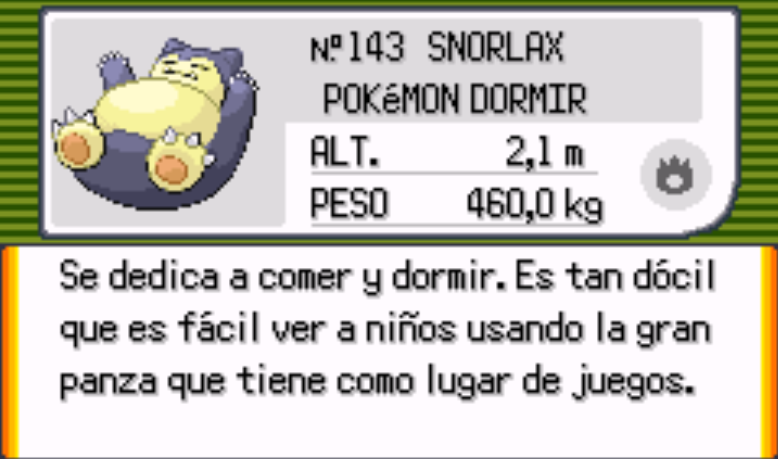 Nº143 SNORLAX
POKéMON DORMIR
ALT. 2,1 m
PESO 460,0 kg
Se dedica a comer y dormir. Es tan dócil
que es fácil ver a niños usando la gran
panza que tiene como lugar de juegos.